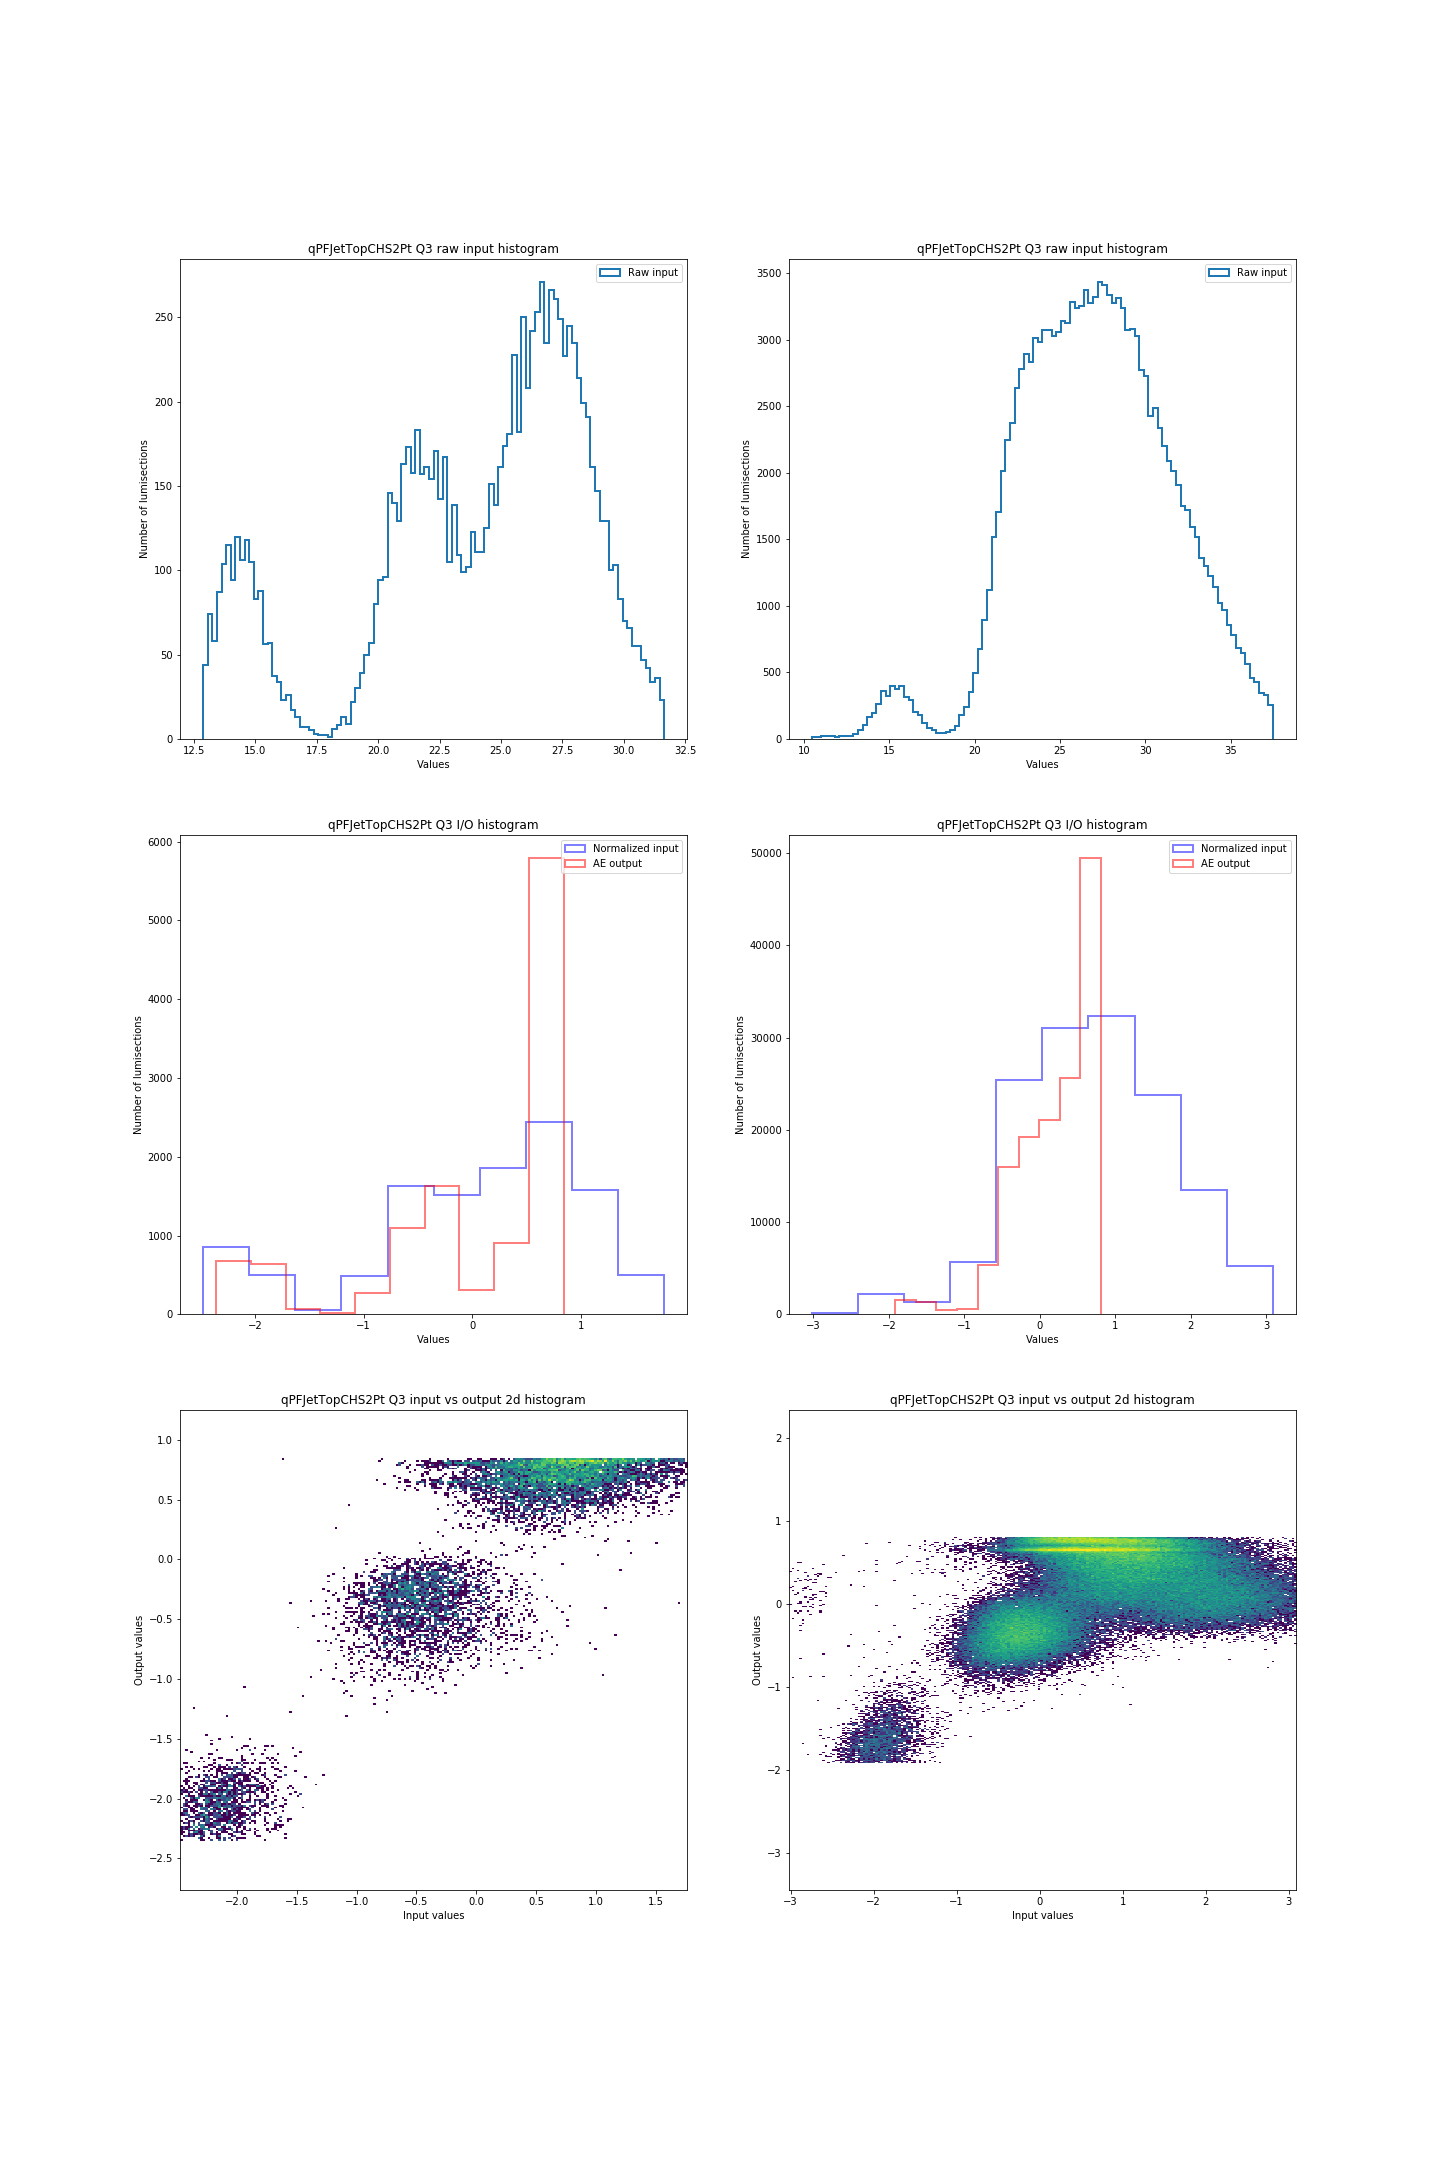 qPFJetTopCHS2Pt Q3 raw input histogram
Raw input
Number of lumisections
0
50
100
150
200
250
12.5 15.0 17.5 20.0 22.5 25.0 27.5 30.0 32.5
Values
qPFJetTopCHS2Pt Q3 raw input histogram
Raw input
Number of lumisections
0
500
1000
1500
2000
2500
3000
3500
10 15 20 25 30 35
Values
qPFJetTopCHS2Pt Q3 I/O histogram
Normalized input
AE output
Number of lumisections
0
1000
2000
3000
4000
5000
6000
−2 −1 0 1
Values
qPFJetTopCHS2Pt Q3 I/O histogram
Normalized input
AE output
Number of lumisections
0
10000
20000
30000
40000
50000
−3 −2 −1 0 1 2 3
Values
qPFJetTopCHS2Pt Q3 input vs output 2d histogram
Output values
1.0
0.5
0.0
−0.5
−1.0
−1.5
−2.0
−2.5
−2.0 −1.5 −1.0 −0.5 0.0 0.5 1.0 1.5
Input values
qPFJetTopCHS2Pt Q3 input vs output 2d histogram
Output values
2
1
0
−1
−2
−3
−3 −2 −1 0 1 2 3
Input values